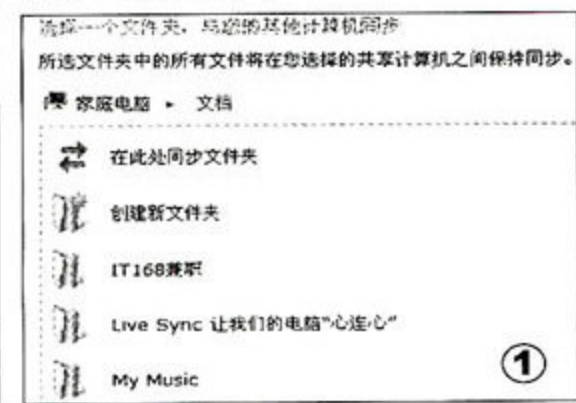 选择一个文件夹，与您的其他计算机同步
所选文件夹中的所有文件将在您选择的共享计算机之间保持同步。
家庭电脑 ▸ 文档
在此处同步文件夹
创建新文件夹
IT168兼职
Live Sync 让我们的电脑“心连心”
My Music
①